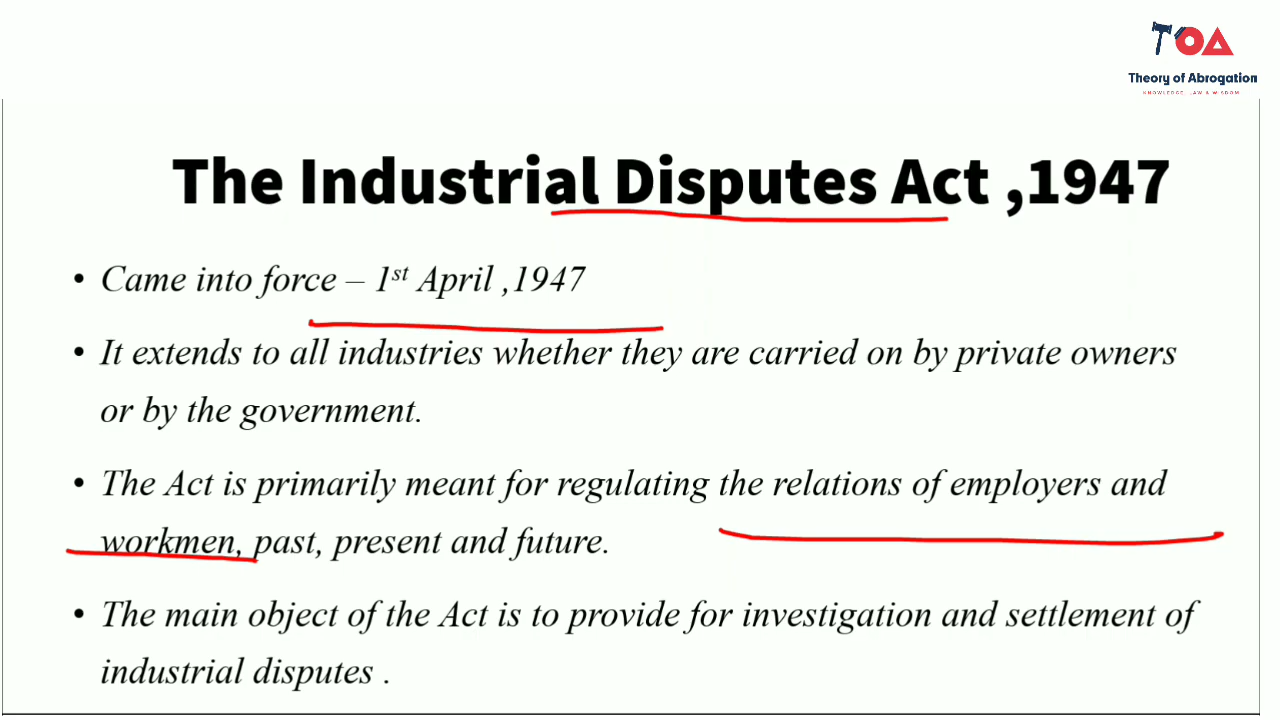 TOA
Theory of Abrogation
KNOWLEDGE, LAW & WISDOM
The Industrial Disputes Act ,1947
• Came into force – 1st April ,1947
• It extends to all industries whether they are carried on by private owners
or by the government.
• The Act is primarily meant for regulating the relations of employers and
workmen, past, present and future.
• The main object of the Act is to provide for investigation and settlement of
industrial disputes .